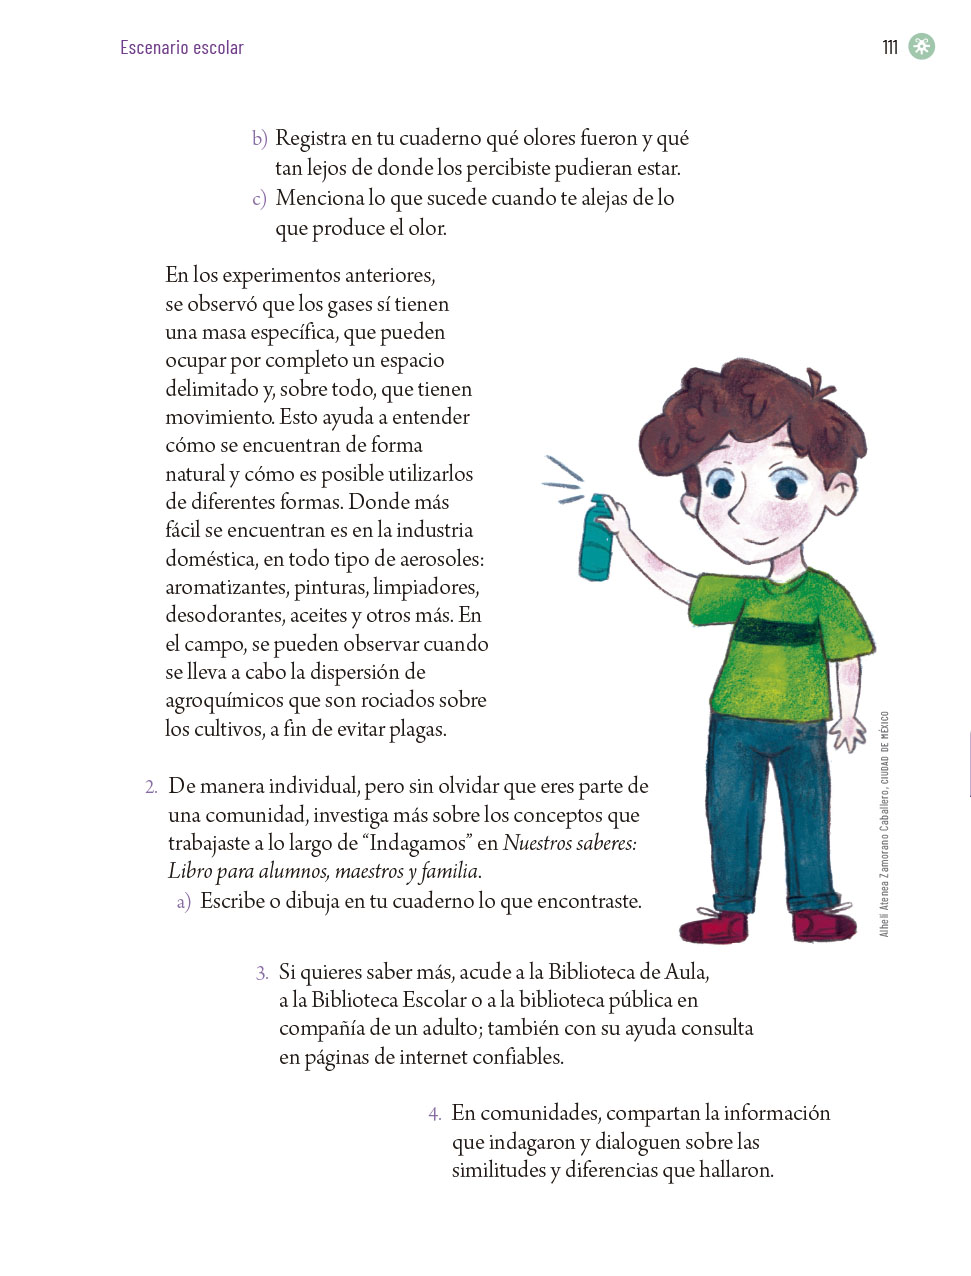 Escenario escolar
111
b) Registra en tu cuaderno qué olores fueron y qué
tan lejos de donde los percibiste pudieran estar.
c) Menciona lo que sucede cuando te alejas de lo
que produce el olor.
En los experimentos anteriores,
se observó que los gases sí tienen
una masa específica, que pueden
ocupar por completo un espacio
delimitado y, sobre todo, que tienen
movimiento. Esto ayuda a entender
cómo se encuentran de forma
natural y cómo es posible utilizarlos
de diferentes formas. Donde más
fácil se encuentran es en la industria
doméstica, en todo tipo de aerosoles:
aromatizantes, pinturas, limpiadores,
desodorantes, aceites y otros más. En
el campo, se pueden observar cuando
se lleva a cabo la dispersión de
agroquímicos que son rociados sobre
los cultivos, a fin de evitar plagas.
2. De manera individual, pero sin olvidar que eres parte de
una comunidad, investiga más sobre los conceptos que
trabajaste a lo largo de “Indagamos” en Nuestros saberes:
Libro para alumnos, maestros y familia.
a) Escribe o dibuja en tu cuaderno lo que encontraste.
3. Si quieres saber más, acude a la Biblioteca de Aula,
a la Biblioteca Escolar o a la biblioteca pública en
compañía de un adulto; también con su ayuda consulta
en páginas de internet confiables.
4. En comunidades, compartan la información
que indagaron y dialoguen sobre las
similitudes y diferencias que hallaron.
Alhelí Atenea Zamorano Caballero, CIUDAD DE MÉXICO